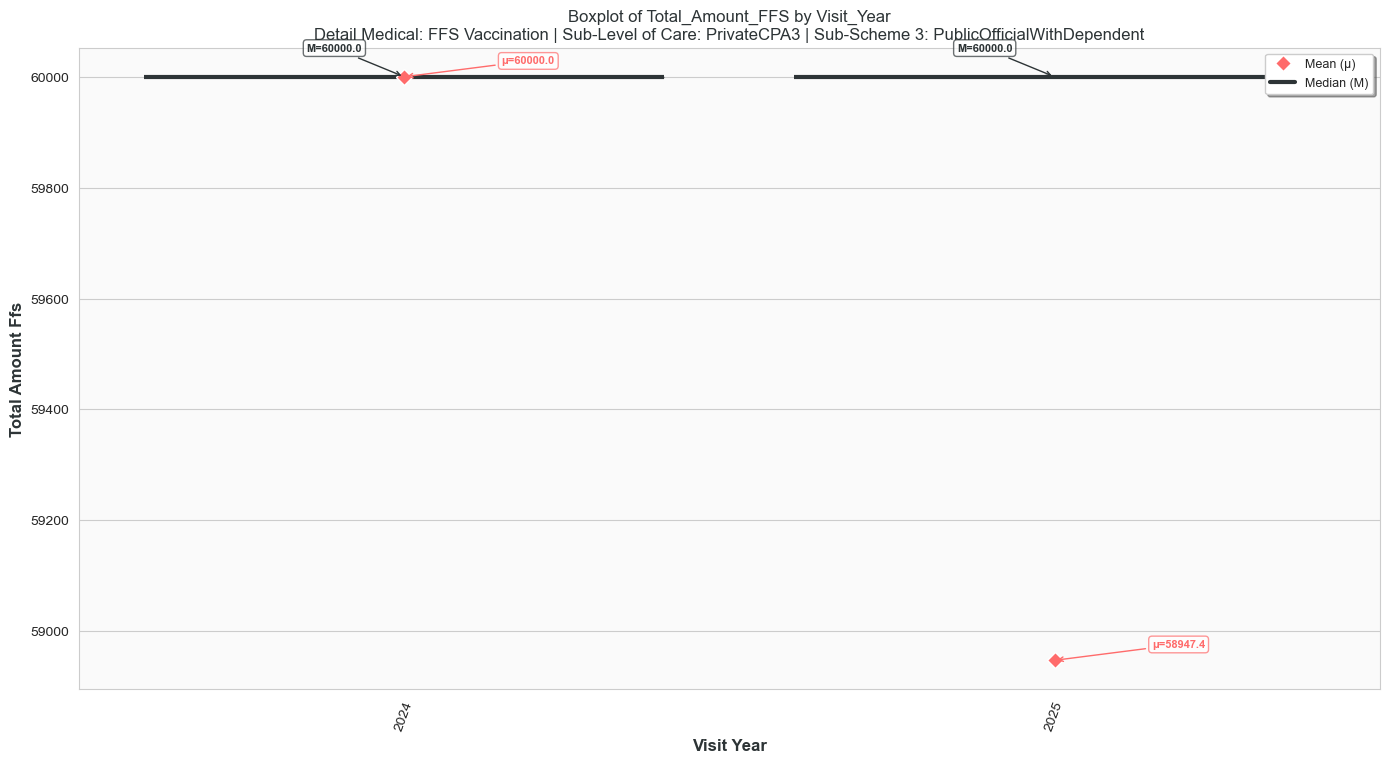 Boxplot of Total_Amount_FFS by Visit_Year
Detail Medical: FFS Vaccination | Sub-Level of Care: PrivateCPA3 | Sub-Scheme 3: PublicOfficialWithDependent
M=60000.0
μ=60000.0
M=60000.0
Mean (μ)
Median (M)
60000
59800
59600
59400
59200
59000
Total Amount Ffs
μ=58947.4
2024
2025
Visit Year